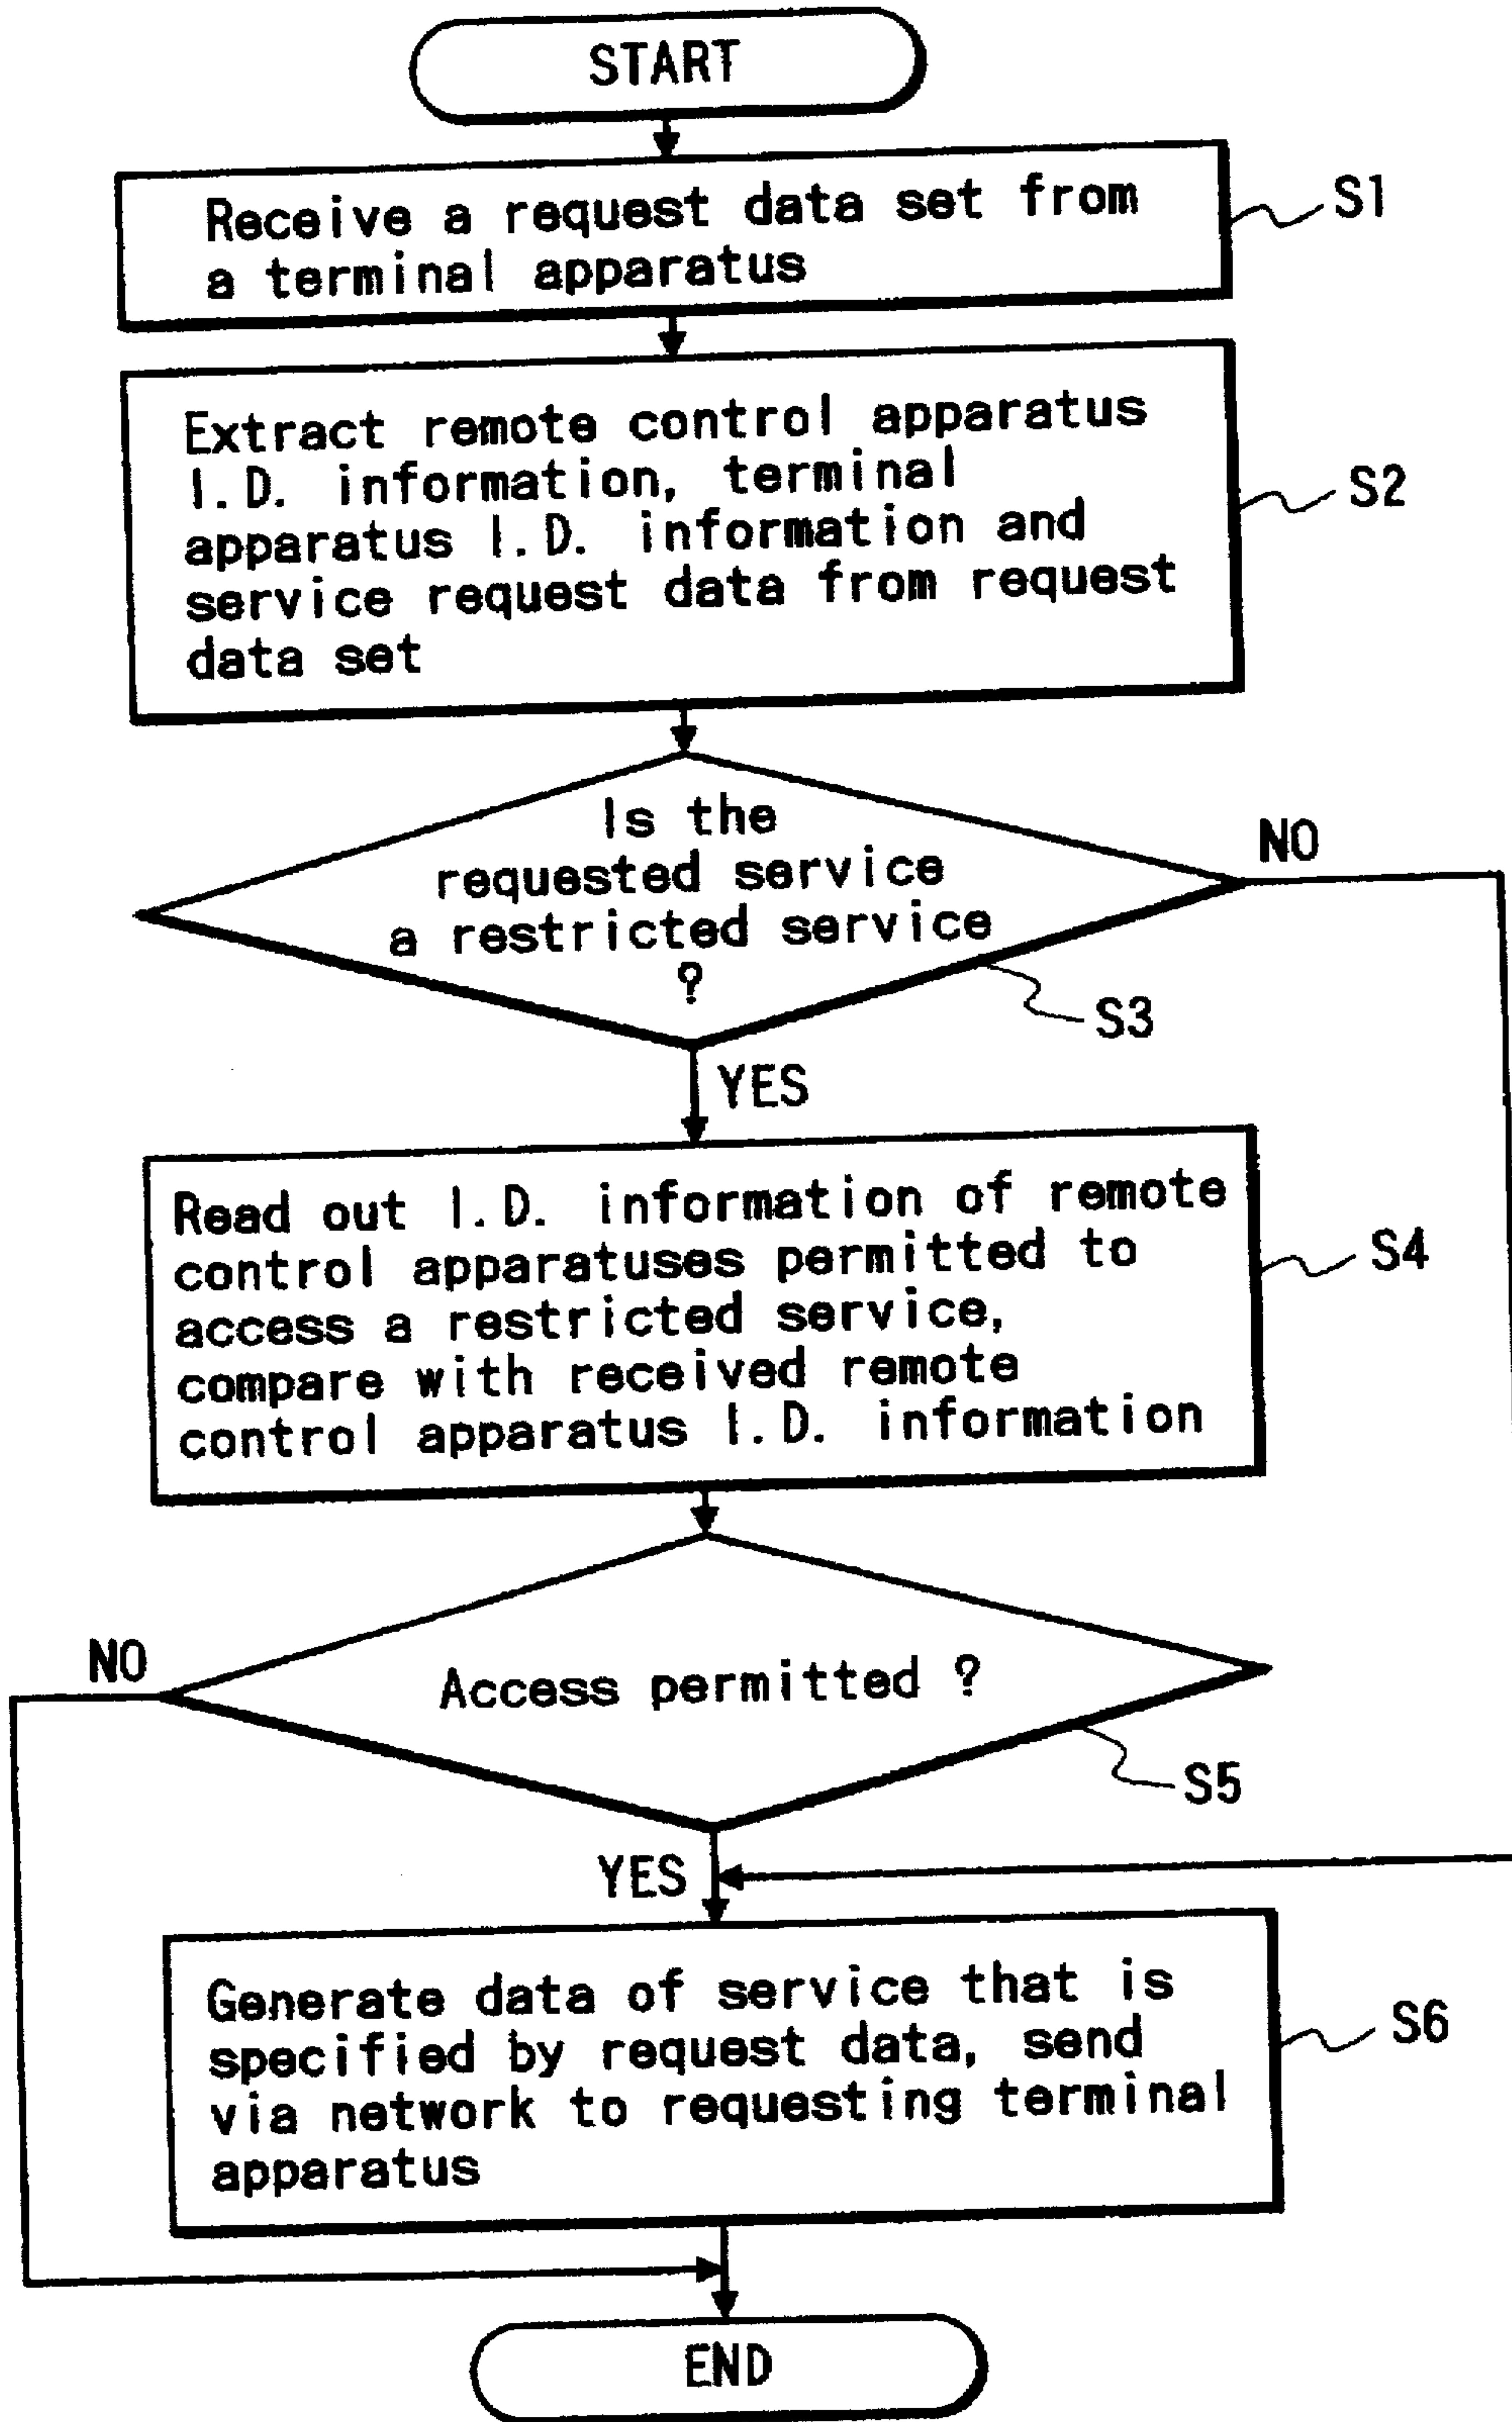 START
Receive a request data set from
a terminal apparatus
S1
Extract remote control apparatus
I.D. information, terminal
apparatus I.D. information and
service request data from request
data set
S2
Is the
requested service
a restricted service
?
NO
S3
YES
Read out I.D. information of remote
control apparatuses permitted to
access a restricted service,
compare with received remote
control apparatus I.D. information
S4
NO
Access permitted ?
S5
YES
Generate data of service that is
specified by request data, send
via network to requesting terminal
apparatus
S6
END